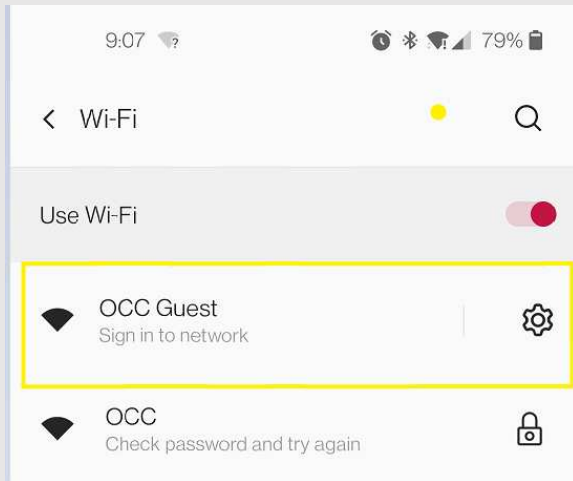 9:07 79%
Wi-Fi
Use Wi-Fi
OCC Guest
Sign in to network
OCC
Check password and try again